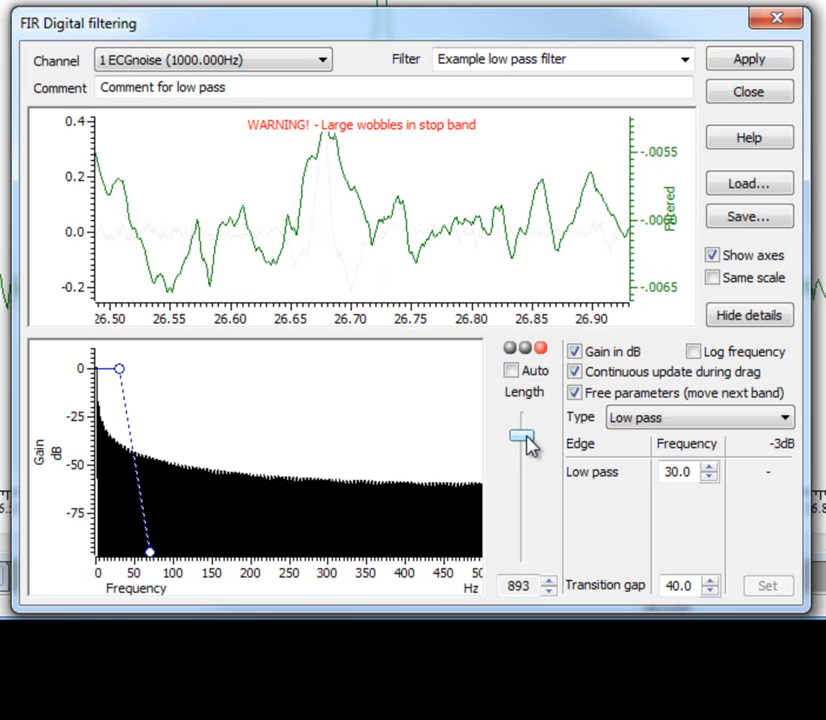 FIR Digital filtering
Channel 1 ECGnoise (1000.000Hz) Filter Example low pass filter Apply
Comment Comment for low pass Close
WARNING! - Large wobbles in stop band
Help
Load...
Save...
Show axes
Same scale
Hide details
0.4
0.2
0.0
-0.2
-.0055
-.0065
Filtered
26.50 26.55 26.60 26.65 26.70 26.75 26.80 26.85 26.90
0
-25
-50
-75
Gain
dB
0 50 100 150 200 250 300 350 400 450 50
Frequency Hz
Auto
Length
893
Gain in dB Log frequency
Continuous update during drag
Free parameters (move next band)
Type Low pass
Edge Frequency -3dB
Low pass 30.0 -
Transition gap 40.0 Set